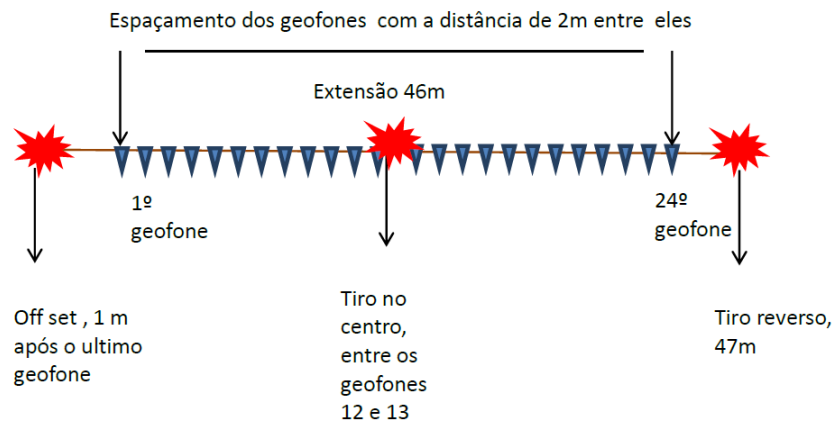 Espaçamento dos geofones com a distância de 2m entre eles
Extensão 46m
1º
geofone
24º
geofone
Off set , 1 m
após o ultimo
geofone
Tiro no
centro,
entre os
geofones
12 e 13
Tiro reverso,
47m